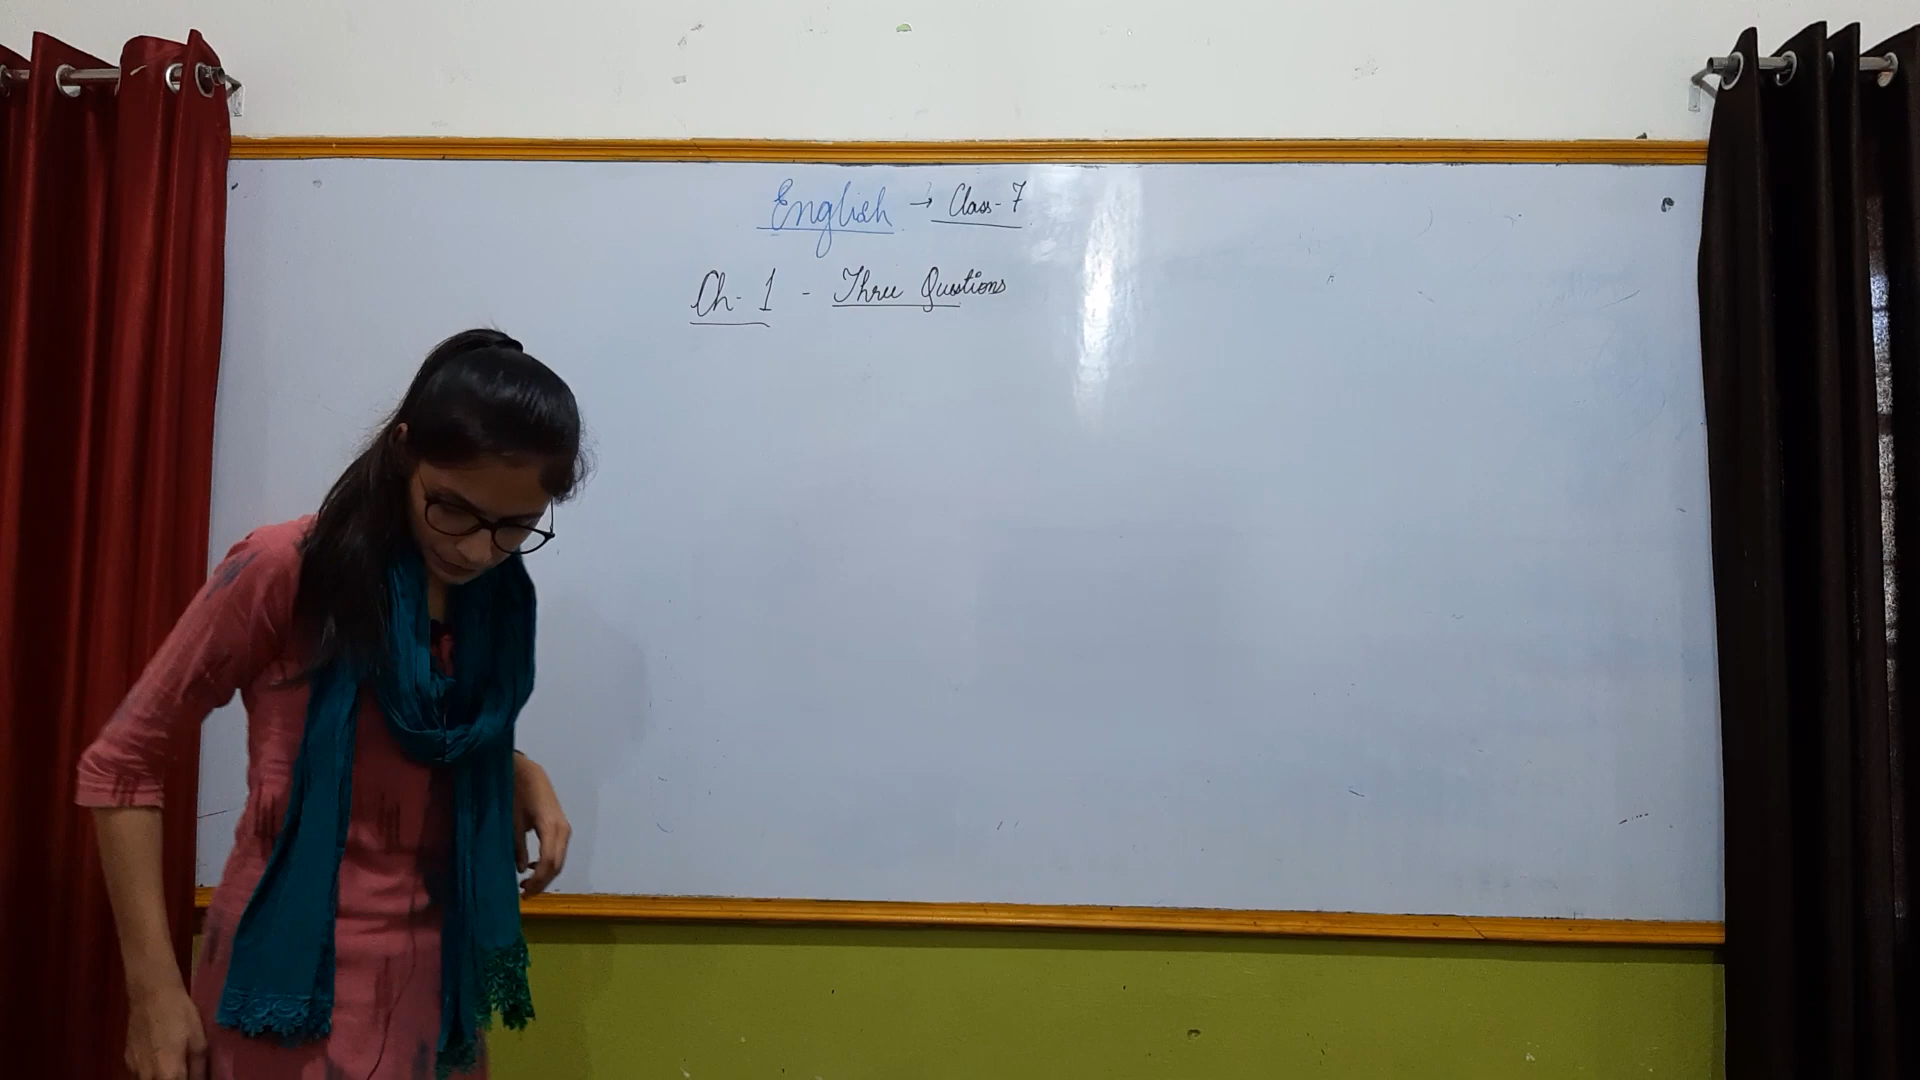 English → Class-7
Ch- 1 - Three Questions